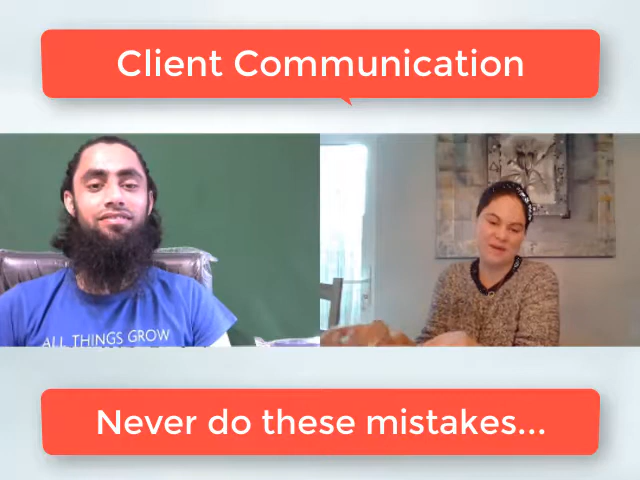 Client Communication
ALL THINGS GROW
Never do these mistakes...